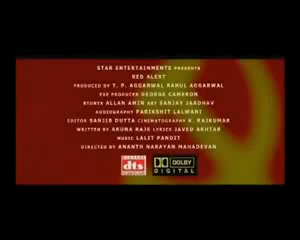 STAR ENTERTAINMENTS PRESENTS
RED ALERT
PRODUCED BY T. P. AGGARWAL RAHUL AGGARWAL
EXE PRODUCER GEORGE CAMERON
STUNTS ALLAN AMIN ART SANJAY JAADHAV
AUDIOGRAPHY PARIKSHIT LALWANI
EDITOR SANJIB DUTTA CINEMATOGRAPHY K. RAJKUMAR
WRITTEN BY ARUNA RAJE LYRICS JAVED AKHTAR
MUSIC LALIT PANDIT
DIRECTED BY ANANTH NARAYAN MAHADEVAN
dts
DOLBY
DIGITAL